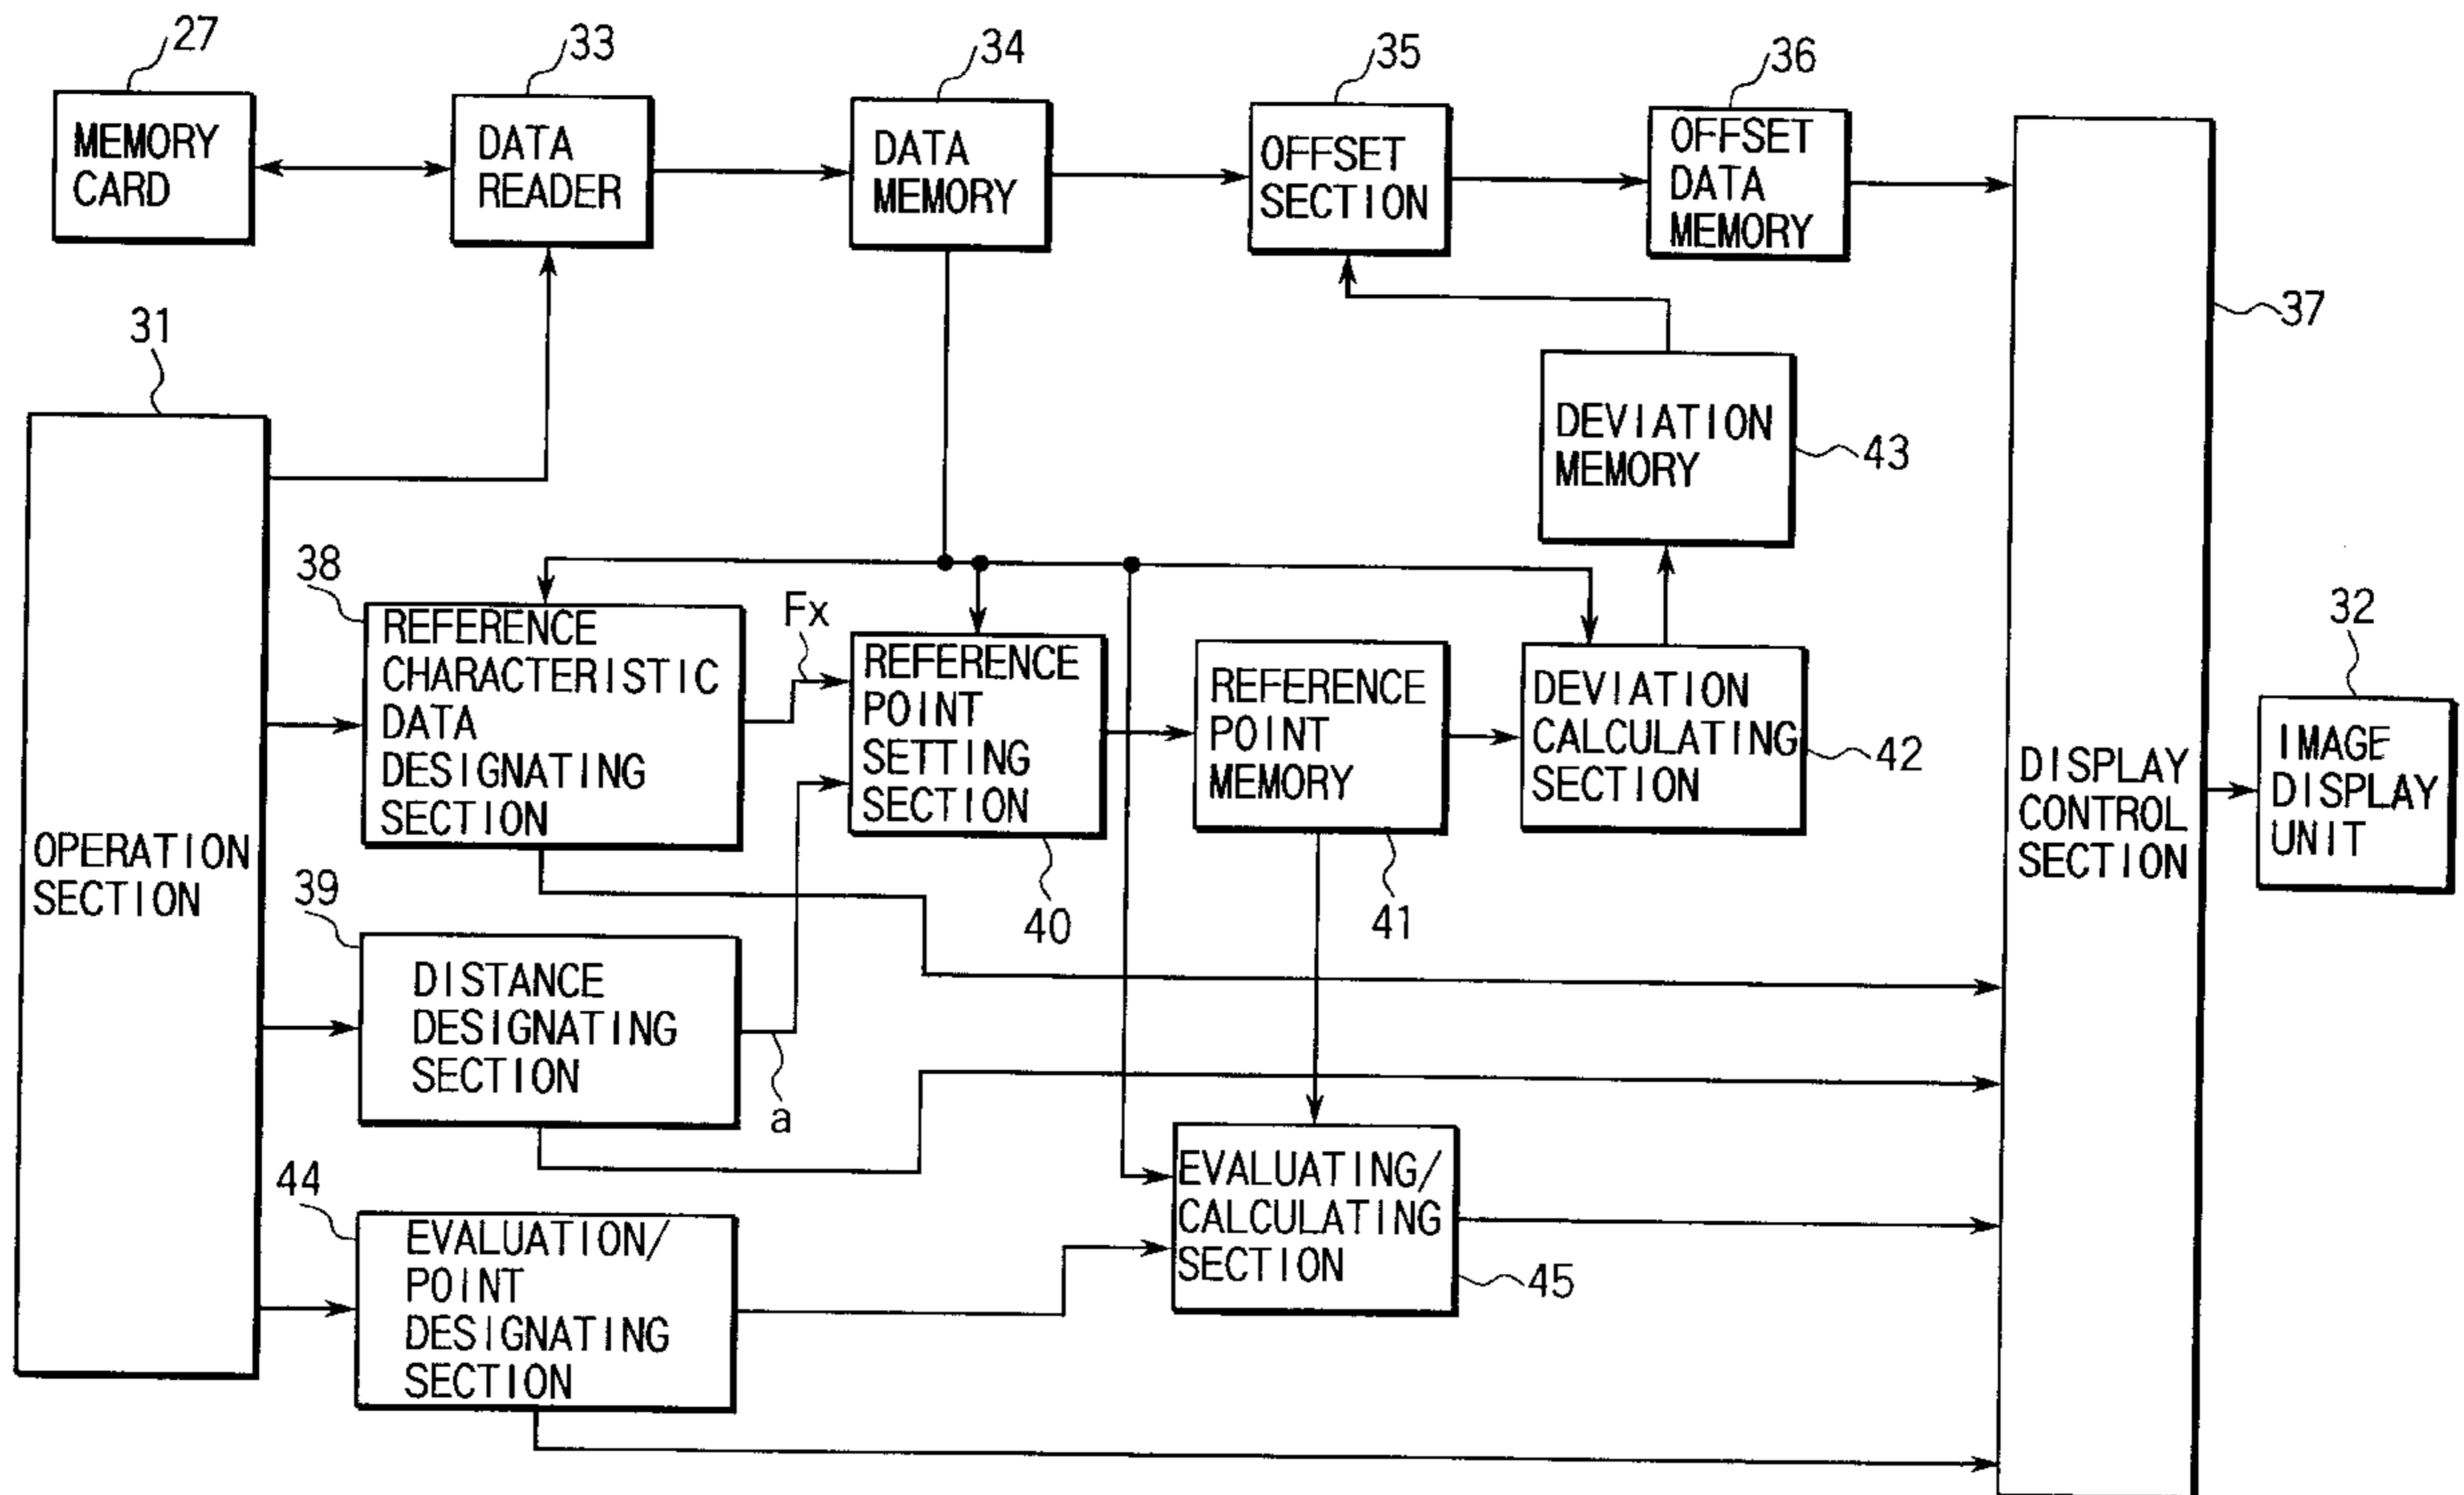 27
33
34
35
36
MEMORY
CARD
DATA
READER
DATA
MEMORY
OFFSET
SECTION
OFFSET
DATA
MEMORY
31
37
DEVIATION
MEMORY
43
38
Fx
REFERENCE
CHARACTERISTIC
DATA
DESIGNATING
SECTION
REFERENCE
POINT
SETTING
SECTION
REFERENCE
POINT
MEMORY
DEVIATION
CALCULATING
SECTION
42
32
IMAGE
DISPLAY
UNIT
DISPLAY
CONTROL
SECTION
OPERATION
SECTION
40
41
39
DISTANCE
DESIGNATING
SECTION
a
44
EVALUATION/
POINT
DESIGNATING
SECTION
EVALUATING/
CALCULATING
SECTION
45